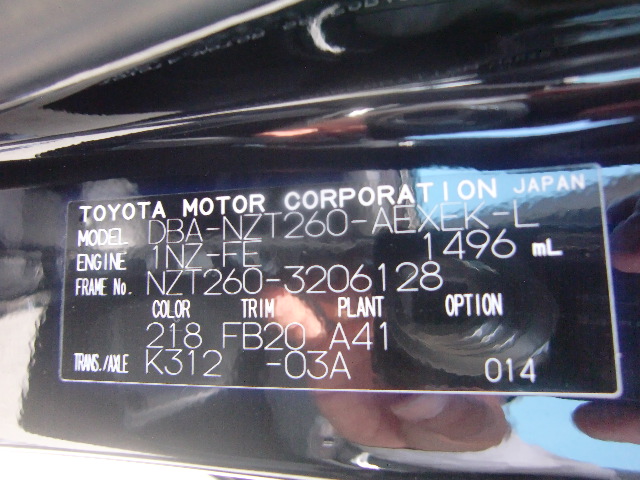 TOYOTA MOTOR CORPORATION JAPAN
MODEL DBA-NZT260-AEXEK-L
ENGINE 1NZ-FE 1496 mL
FRAME No. NZT260-3206128
COLOR TRIM PLANT OPTION
218 FB20 A41
TRANS./AXLE K312 -03A 014